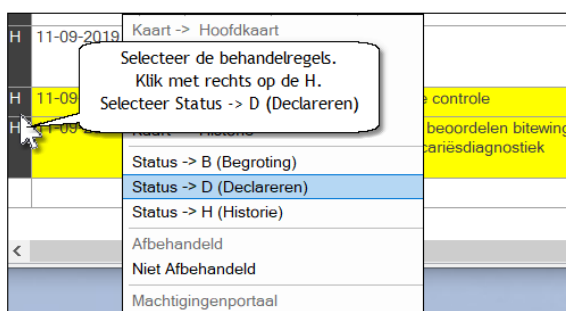 H 11-09-2019 Kaart -> Hoofdkaart
Selecteer de behandelregels.
Klik met rechts op de H.
Selecteer Status -> D (Declareren)
H 11-09 controle
H 11-09-2 Kaart Historie beoordelen bitewing
cariësdiagnostiek
Status -> B (Begroting)
Status -> D (Declareren)
Status -> H (Historie)
Afbehandeld
Niet Afbehandeld
Machtigingenportaal